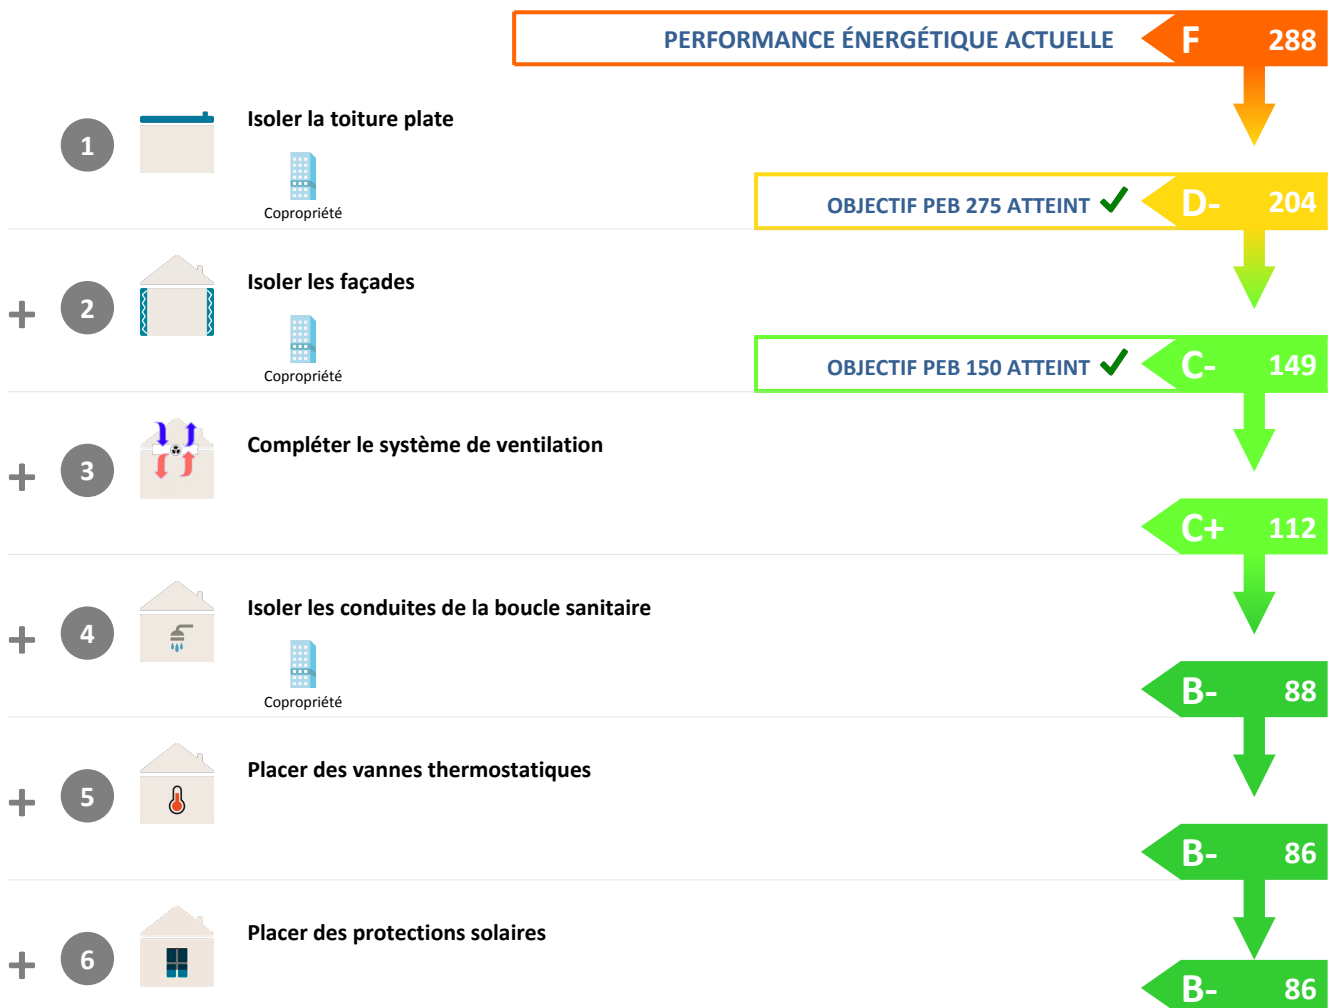 PERFORMANCE ÉNERGÉTIQUE ACTUELLE F 288
1 Isoler la toiture plate
Copropriété
OBJECTIF PEB 275 ATTEINT D- 204
+ 2 Isoler les façades
Copropriété
OBJECTIF PEB 150 ATTEINT C- 149
+ 3 Compléter le système de ventilation
C+ 112
+ 4 Isoler les conduites de la boucle sanitaire
Copropriété
B- 88
+ 5 Placer des vannes thermostatiques
B- 86
+ 6 Placer des protections solaires
B- 86